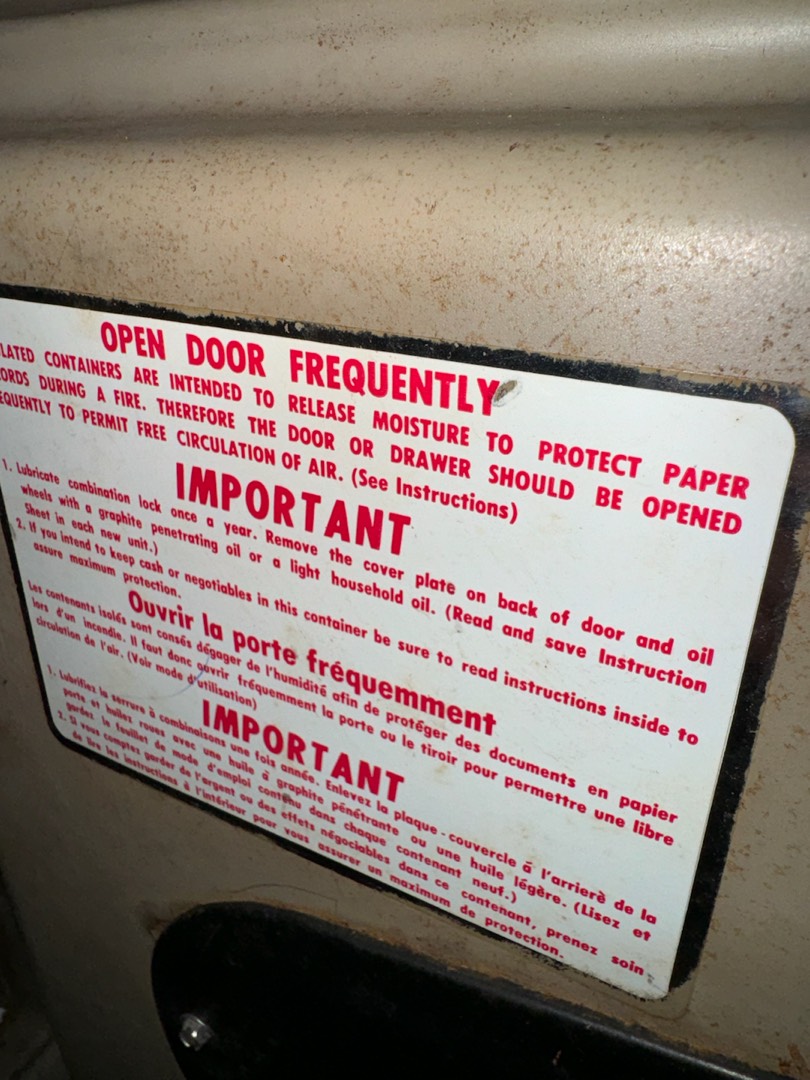 OPEN DOOR FREQUENTLY
LATED CONTAINERS ARE INTENDED TO RELEASE MOISTURE TO PROTECT PAPER
ORDS DURING A FIRE. THEREFORE THE DOOR OR DRAWER SHOULD BE OPENED
EQUENTLY TO PERMIT FREE CIRCULATION OF AIR. (See Instructions)
IMPORTANT
1. Lubricate combination lock once a year. Remove the cover plate on back of door and oil
wheels with a graphite penetrating oil or a light household oil. (Read and save Instruction
Sheet in each new unit.)
2. If you intend to keep cash or negotiables in this container be sure to read instructions inside to
assure maximum protection.
Ouvrir la porte fréquemment
Les contenants isolés sont consés dégager de l'humidité afin de protéger des documents en papier
lors d'un incendie. Il faut donc ouvrir fréquemment la porte ou le tiroir pour permettre une libre
circulation de l'air. (Voir mode d'utilisation)
IMPORTANT
1. Lubrifiez la serrure à combinaisons une fois année. Enlevez la plaque-couvercle à l'arrierè de la
porte et huilez roues avec une huile à graphite pénétrante ou une huile légère. (Lisez et
gardez le feuillet de mode d'emploi contenu dans chaque contenant neuf.)
2. Si vous comptez garder de l'argent ou des effets négociables dans ce contenant, prenez soin
de lire les instructions à l'intérieur pour vous assurer un maximum de protection.